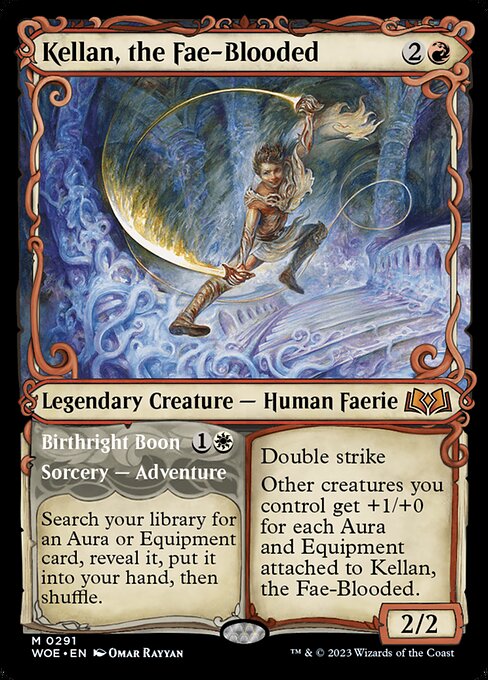 Kellan, the Fae-Blooded 2
Legendary Creature — Human Faerie
Birthright Boon 1
Sorcery — Adventure
Search your library for
an Aura or Equipment
card, reveal it, put it
into your hand, then
shuffle.
Double strike
Other creatures you
control get +1/+0
for each Aura
and Equipment
attached to Kellan,
the Fae-Blooded.
2/2
M 0291
WOE • EN Omar Rayyan
™ & © 2023 Wizards of the Coast